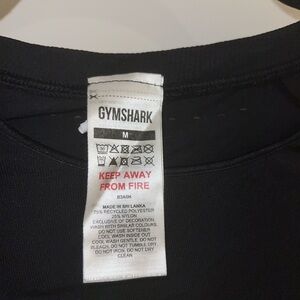 GYMSHARK
M
KEEP AWAY
FROM FIRE
B3A6H
MADE IN SRI LANKA
75% RECYCLED POLYESTER
25% NYLON
EXCLUSIVE OF DECORATION
WASH WITH SIMILAR COLOURS.
DO NOT USE SOFTENER.
COOL WASH INSIDE OUT
COOL WASH GENTLE. DO NOT
BLEACH. DO NOT TUMBLE DRY.
DO NOT IRON. DO NOT DRY
CLEAN